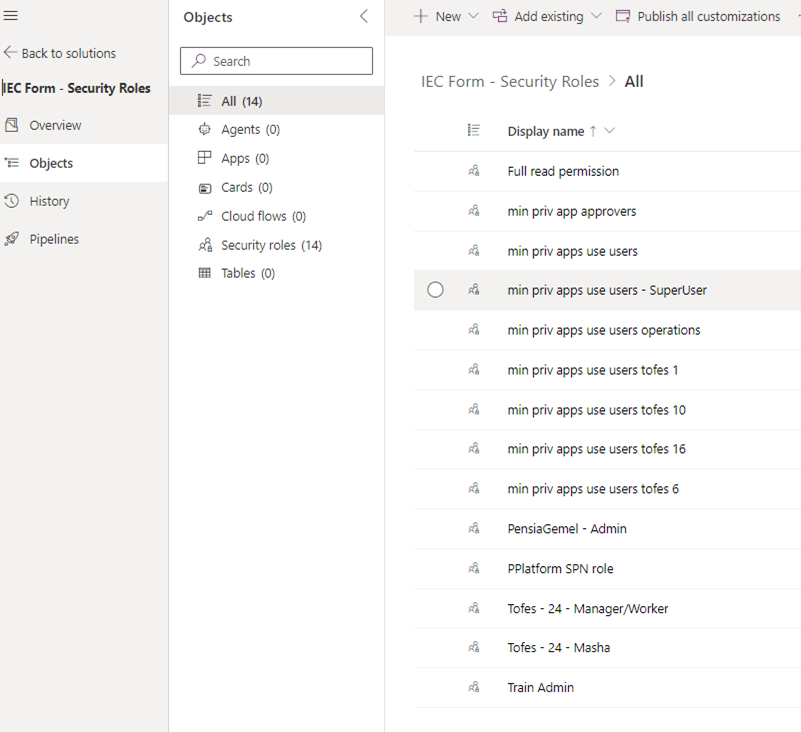 Back to solutions
IEC Form - Security Roles
Overview
Objects
History
Pipelines
Objects
Search
All (14)
Agents (0)
Apps (0)
Cards (0)
Cloud flows (0)
Security roles (14)
Tables (0)
New Add existing Publish all customizations
IEC Form - Security Roles > All
Display name ↑
Full read permission
min priv app approvers
min priv apps use users
min priv apps use users - SuperUser
min priv apps use users operations
min priv apps use users tofes 1
min priv apps use users tofes 10
min priv apps use users tofes 16
min priv apps use users tofes 6
PensiaGemel - Admin
PPlatform SPN role
Tofes - 24 - Manager/Worker
Tofes - 24 - Masha
Train Admin